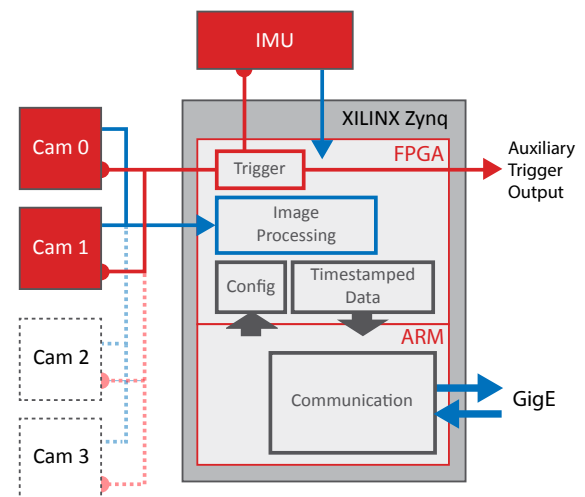 IMU
XILINX Zynq
Cam 0
FPGA
Trigger
Auxiliary
Trigger
Output
Cam 1
Image
Processing
Config
Timestamped
Data
ARM
Cam 2
Communication
GigE
Cam 3